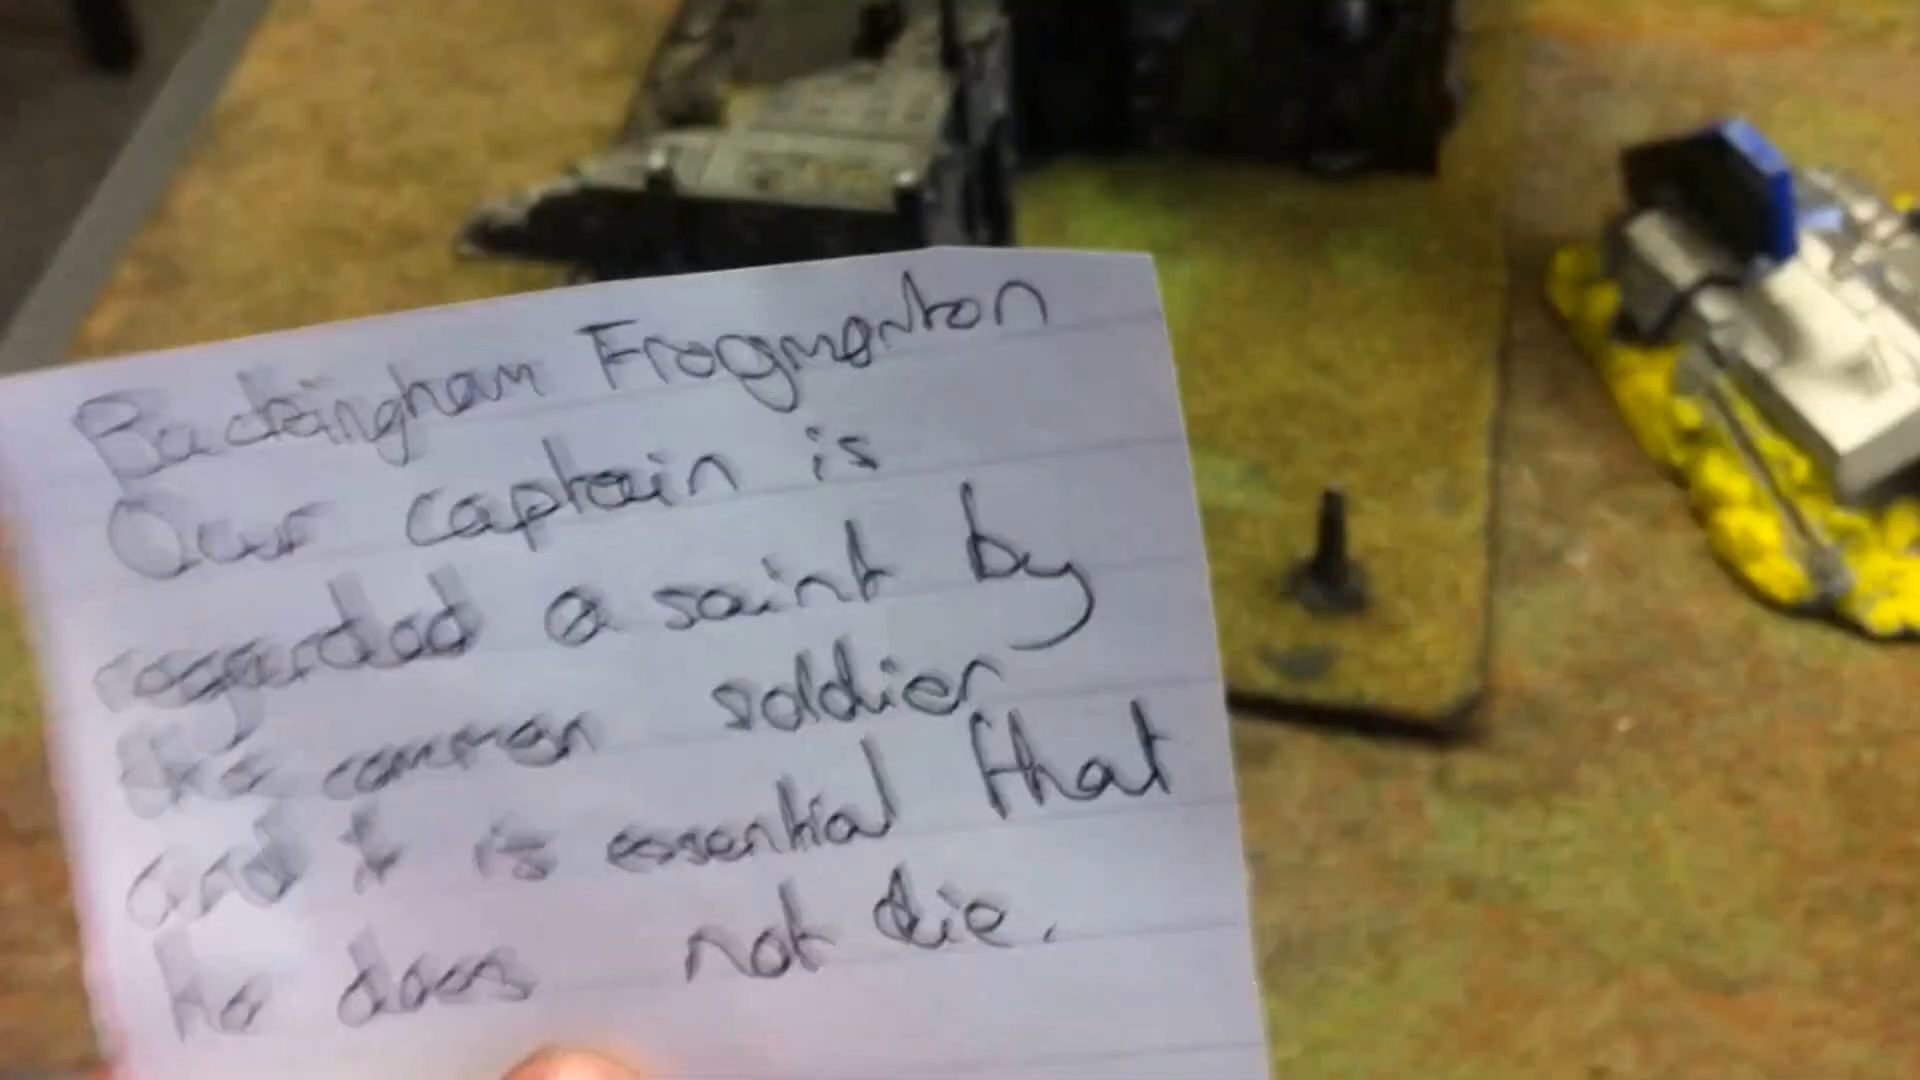 Buckingham Fragmenton
Our captain is
regarded a saint by
the common soldier
and it is essential that
he does not die.